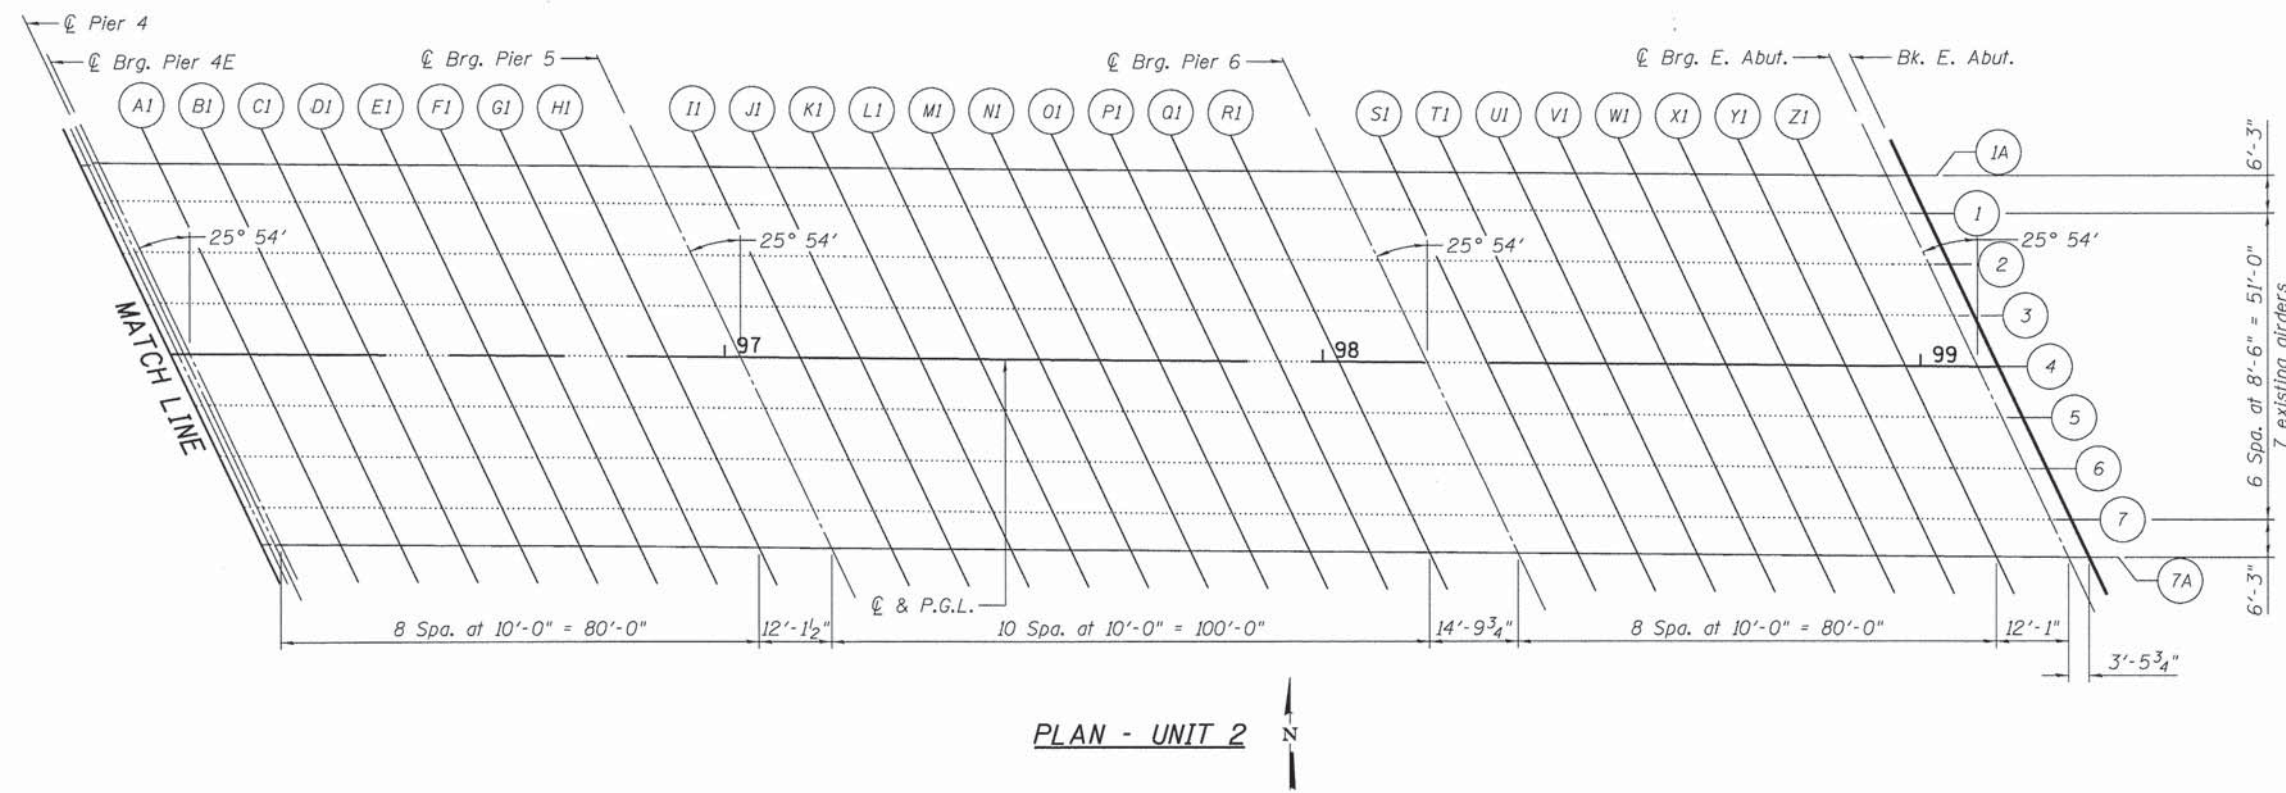 ℄ Pier 4
℄ Brg. Pier 4E
℄ Brg. Pier 5
℄ Brg. Pier 6
℄ Brg. E. Abut.
Bk. E. Abut.
A1 B1 C1 D1 E1 F1 G1 H1 I1 J1 K1 L1 M1 N1 O1 P1 Q1 R1 S1 T1 U1 V1 W1 X1 Y1 Z1
1A
1
2
3
4
5
6
7
7A
25° 54'
25° 54'
25° 54'
25° 54'
97
98
99
MATCH LINE
6'-3"
6 Spa. at 8'-6" = 51'-0"
7 existing girders
6'-3"
℄ & P.G.L.
8 Spa. at 10'-0" = 80'-0"
12'-1½"
10 Spa. at 10'-0" = 100'-0"
14'-9¾"
8 Spa. at 10'-0" = 80'-0"
12'-1"
3'-5¾"
PLAN - UNIT 2
N